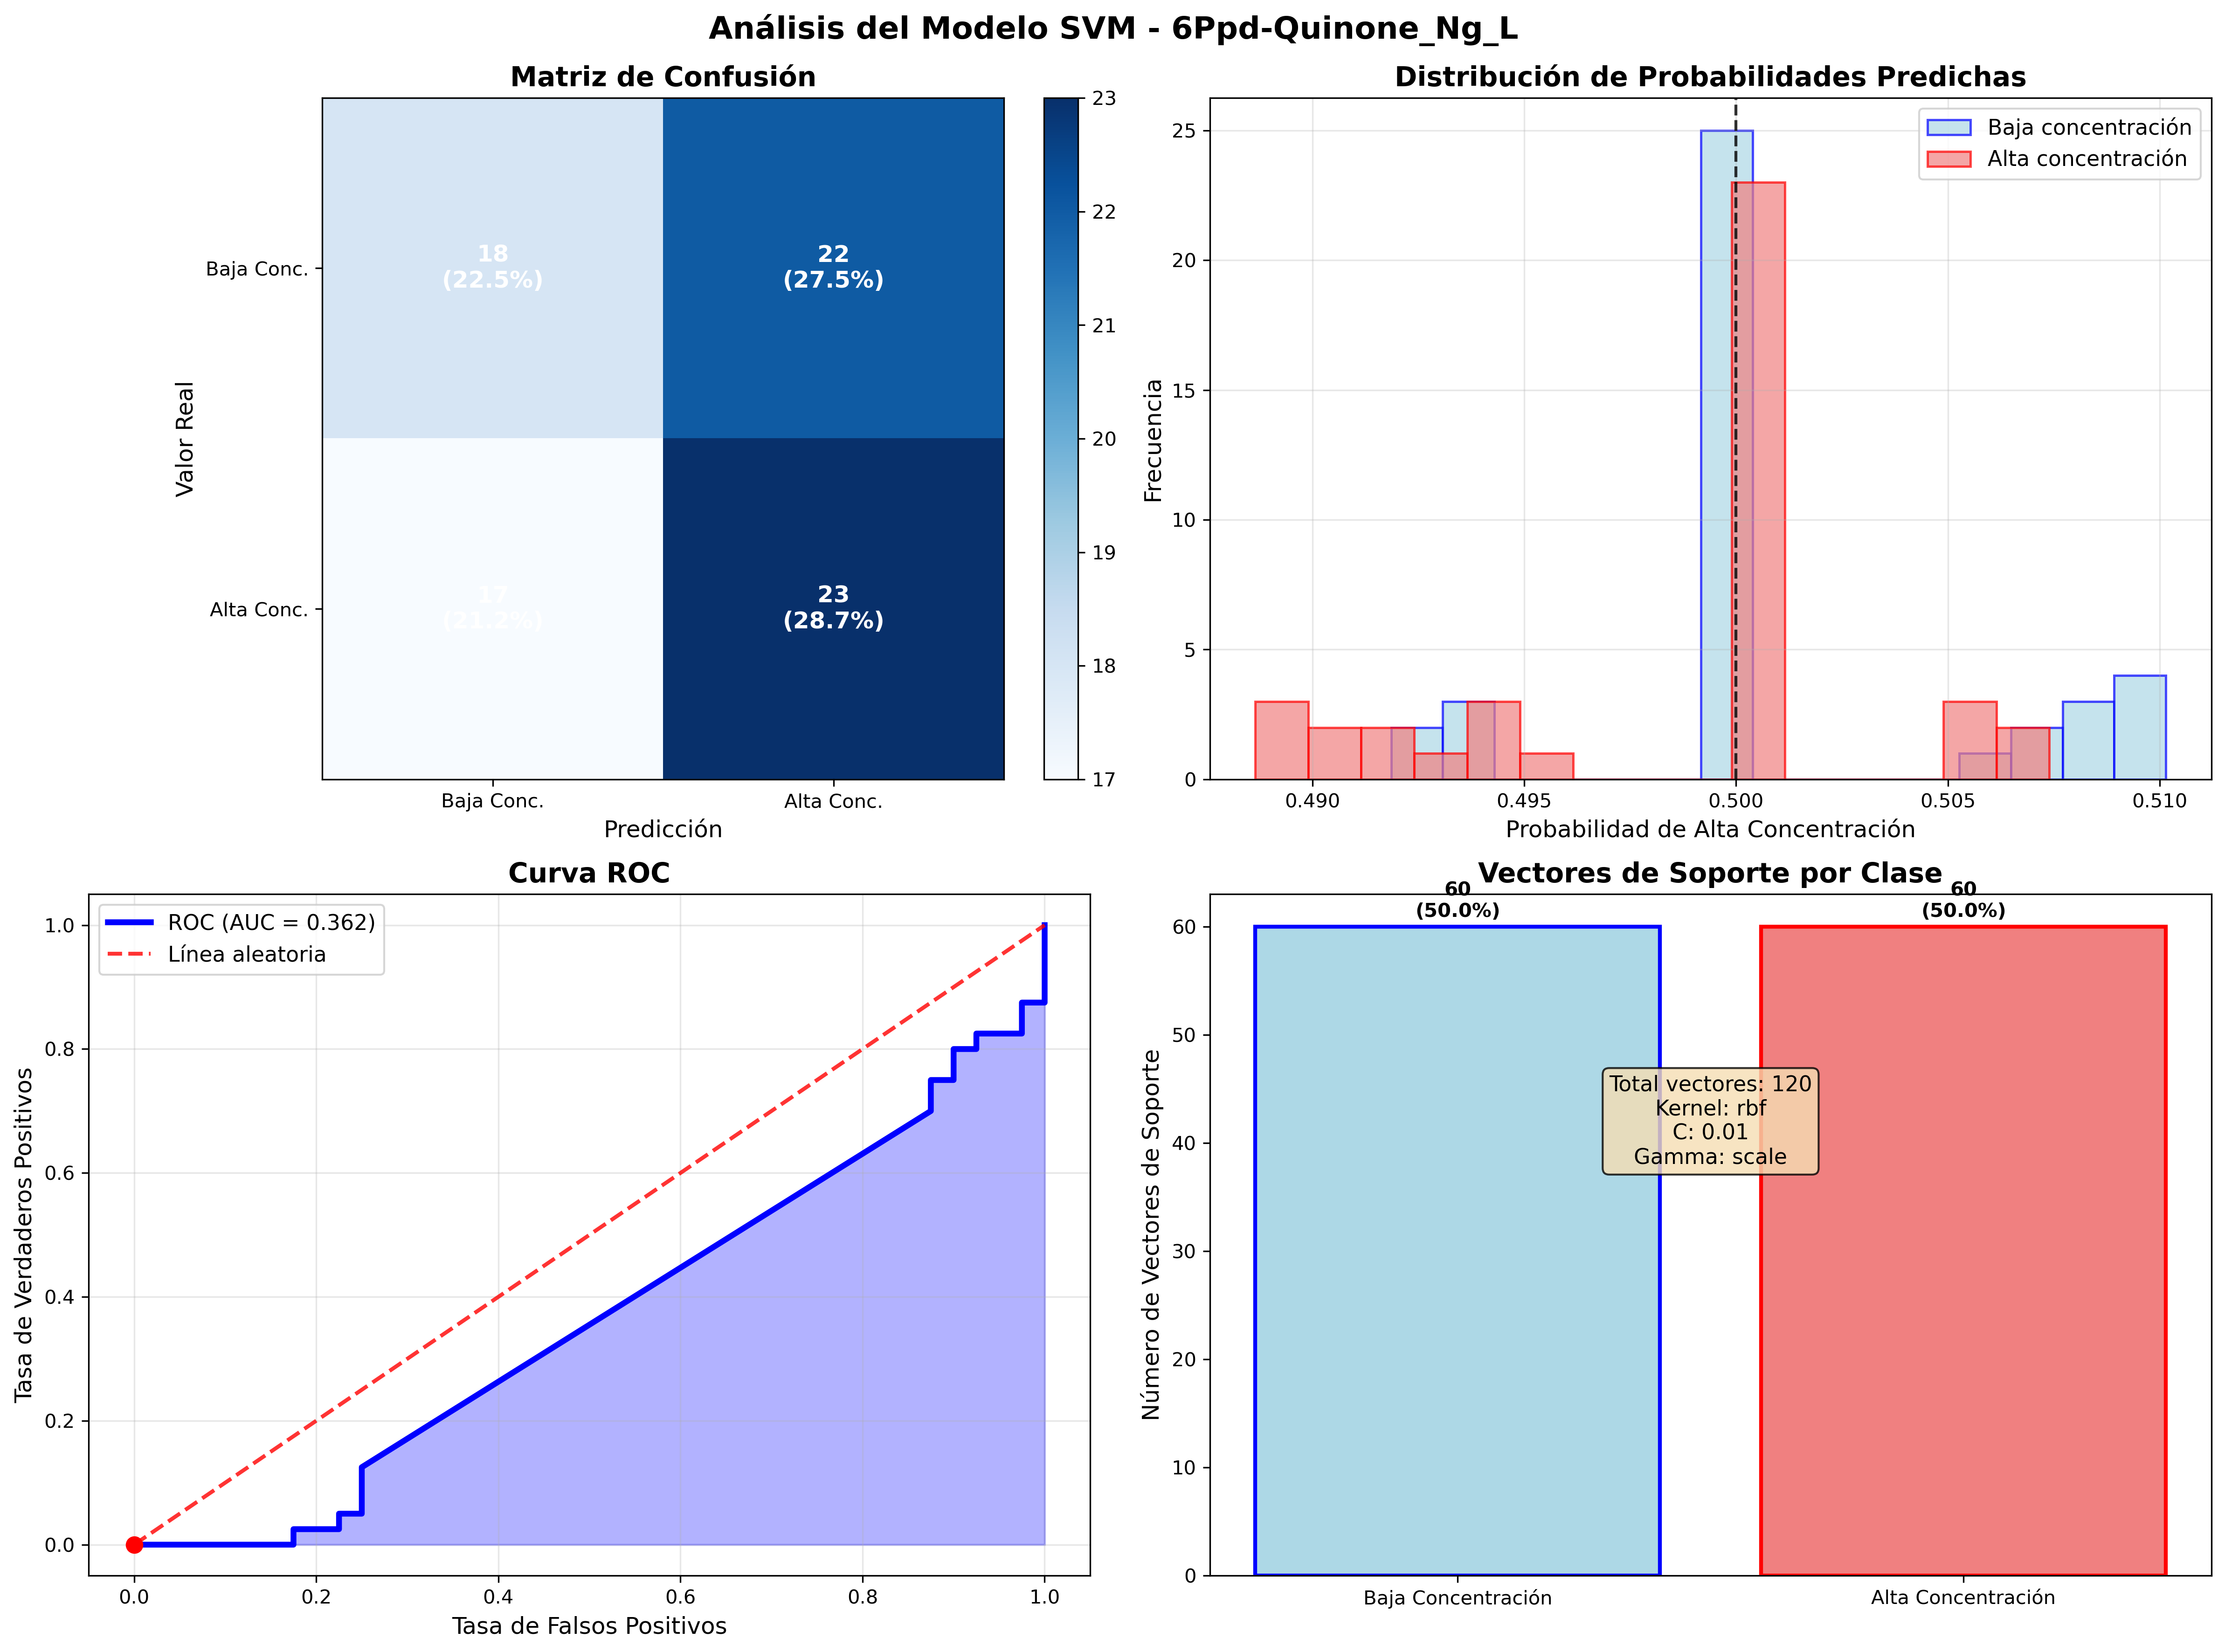 Análisis del Modelo SVM - 6Ppd-Quinone_Ng_L
Matriz de Confusión
Valor Real
Baja Conc.
Alta Conc.
18
(22.5%)
22
(27.5%)
17
(21.2%)
23
(28.7%)
Baja Conc.
Alta Conc.
Predicción
23
22
21
20
19
18
17
Distribución de Probabilidades Predichas
Baja concentración
Alta concentración
Frecuencia
25
20
15
10
5
0
0.490
0.495
0.500
0.505
0.510
Probabilidad de Alta Concentración
Curva ROC
ROC (AUC = 0.362)
Línea aleatoria
Tasa de Verdaderos Positivos
1.0
0.8
0.6
0.4
0.2
0.0
0.0
0.2
0.4
0.6
0.8
1.0
Tasa de Falsos Positivos
Vectores de Soporte por Clase
60
(50.0%)
60
(50.0%)
Total vectores: 120
Kernel: rbf
C: 0.01
Gamma: scale
Número de Vectores de Soporte
60
50
40
30
20
10
0
Baja Concentración
Alta Concentración